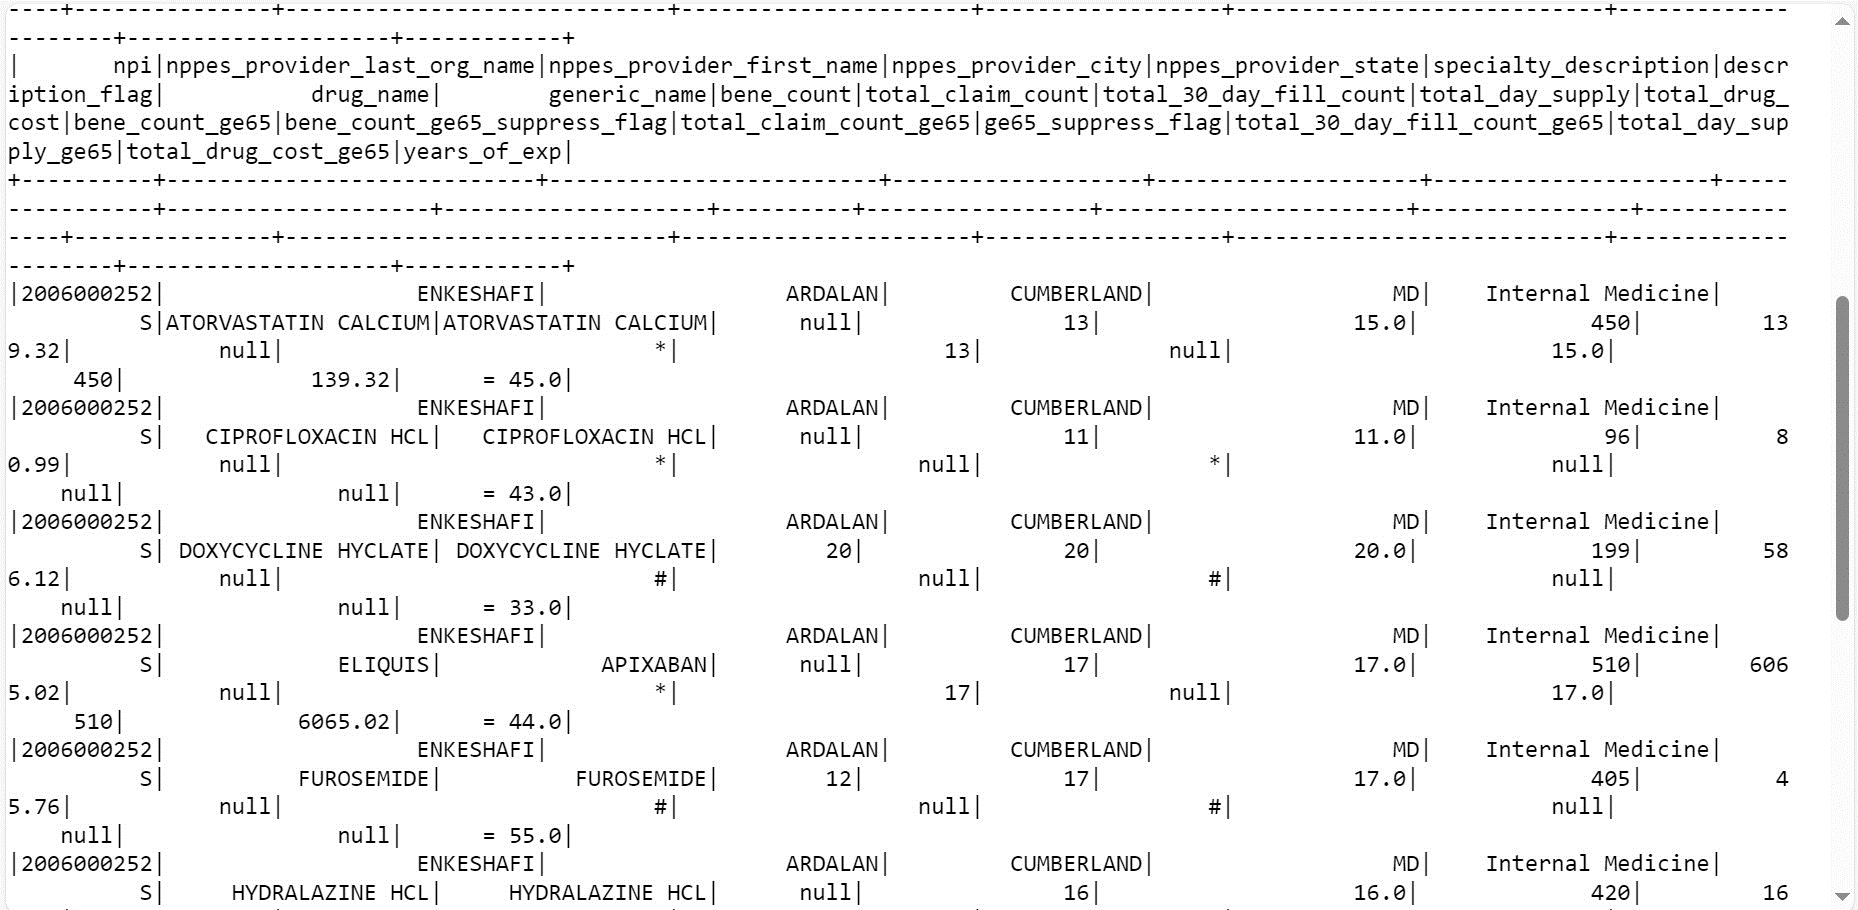 ----+---------------+-----------------------------+----------------------+------------------+----------------------------+-------------
--------+--------------------+------------+
|       npi|nppes_provider_last_org_name|nppes_provider_first_name|nppes_provider_city|nppes_provider_state|specialty_description|descr
iption_flag|           drug_name|        generic_name|bene_count|total_claim_count|total_30_day_fill_count|total_day_supply|total_drug_
cost|bene_count_ge65|bene_count_ge65_suppress_flag|total_claim_count_ge65|ge65_suppress_flag|total_30_day_fill_count_ge65|total_day_sup
ply_ge65|total_drug_cost_ge65|years_of_exp|
+----------+----------------------------+-------------------------+-------------------+--------------------+---------------------+-----
-----------+--------------------+--------------------+----------+-----------------+-----------------------+----------------+-----------
----+---------------+-----------------------------+----------------------+------------------+----------------------------+-------------
--------+--------------------+------------+
|2006000252|                   ENKESHAFI|                  ARDALAN|         CUMBERLAND|                  MD|    Internal Medicine|
          S|ATORVASTATIN CALCIUM|ATORVASTATIN CALCIUM|      null|               13|                   15.0|             450|         13
9.32|           null|                            *|                    13|              null|                        15.0|
     450|              139.32|      = 45.0|
|2006000252|                   ENKESHAFI|                  ARDALAN|         CUMBERLAND|                  MD|    Internal Medicine|
          S|   CIPROFLOXACIN HCL|   CIPROFLOXACIN HCL|      null|               11|                   11.0|              96|          8
0.99|           null|                            *|                  null|                 *|                        null|
    null|                null|      = 43.0|
|2006000252|                   ENKESHAFI|                  ARDALAN|         CUMBERLAND|                  MD|    Internal Medicine|
          S| DOXYCYCLINE HYCLATE| DOXYCYCLINE HYCLATE|        20|               20|                   20.0|             199|         58
6.12|           null|                            #|                  null|                 #|                        null|
    null|                null|      = 33.0|
|2006000252|                   ENKESHAFI|                  ARDALAN|         CUMBERLAND|                  MD|    Internal Medicine|
          S|             ELIQUIS|            APIXABAN|      null|               17|                   17.0|             510|        606
5.02|           null|                            *|                    17|              null|                        17.0|
     510|             6065.02|      = 44.0|
|2006000252|                   ENKESHAFI|                  ARDALAN|         CUMBERLAND|                  MD|    Internal Medicine|
          S|          FUROSEMIDE|          FUROSEMIDE|        12|               17|                   17.0|             405|          4
5.76|           null|                            #|                  null|                 #|                        null|
    null|                null|      = 55.0|
|2006000252|                   ENKESHAFI|                  ARDALAN|         CUMBERLAND|                  MD|    Internal Medicine|
          S|     HYDRALAZINE HCL|     HYDRALAZINE HCL|      null|               16|                   16.0|             420|         16